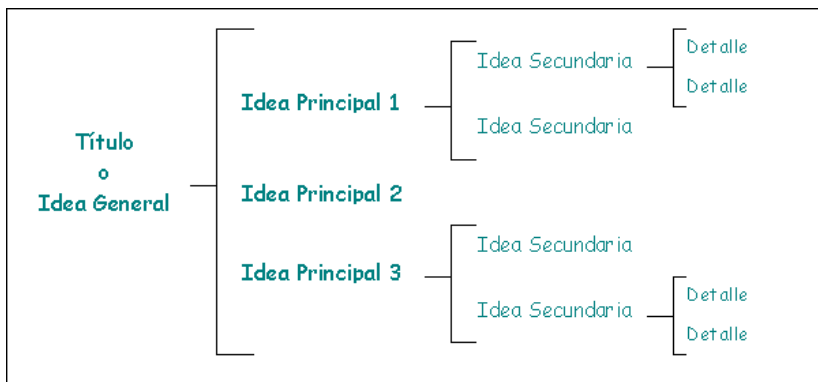 Título
o
Idea General
Idea Principal 1
Idea Secundaria
Detalle
Detalle
Idea Secundaria
Idea Principal 2
Idea Principal 3
Idea Secundaria
Idea Secundaria
Detalle
Detalle